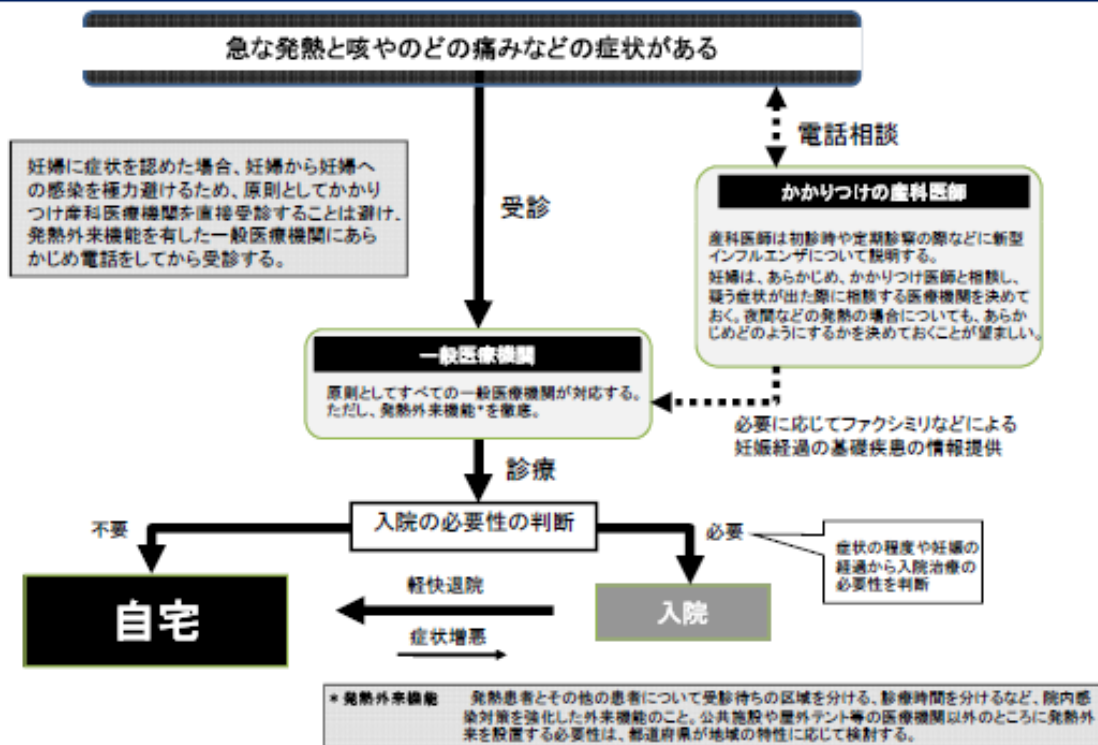 急な発熱と咳やのどの痛みなどの症状がある
電話相談
妊婦に症状を認めた場合、妊婦から妊婦へ
の感染を極力避けるため、原則としてかかり
つけ産科医療機関を直接受診することは避け、
発熱外来機能を有した一般医療機関にあら
かじめ電話をしてから受診する。
受診
かかりつけの産科医師
産科医師は初診時や定期診察の際などに新型
インフルエンザについて説明する。
妊婦は、あらかじめ、かかりつけ医師と相談し、
疑う症状が出た際に相談する医療機関を決めて
おく。夜間などの発熱の場合についても、あらか
じめどのようにするかを決めておくことが望ましい。
一般医療機関
原則としてすべての一般医療機関が対応する。
ただし、発熱外来機能*を徹底。
必要に応じてファクシミリなどによる
妊娠経過の基礎疾患の情報提供
診療
入院の必要性の判断
不要
必要
症状の程度や妊娠の
経過から入院治療の
必要性を判断
自宅
軽快退院
症状増悪
入院
*発熱外来機能 発熱患者とその他の患者について受診待ちの区域を分ける、診療時間を分けるなど、院内感
染対策を強化した外来機能のこと。公共施設や屋外テント等の医療機関以外のところに発熱外
来を設置する必要性は、都道府県が地域の特性に応じて検討する。